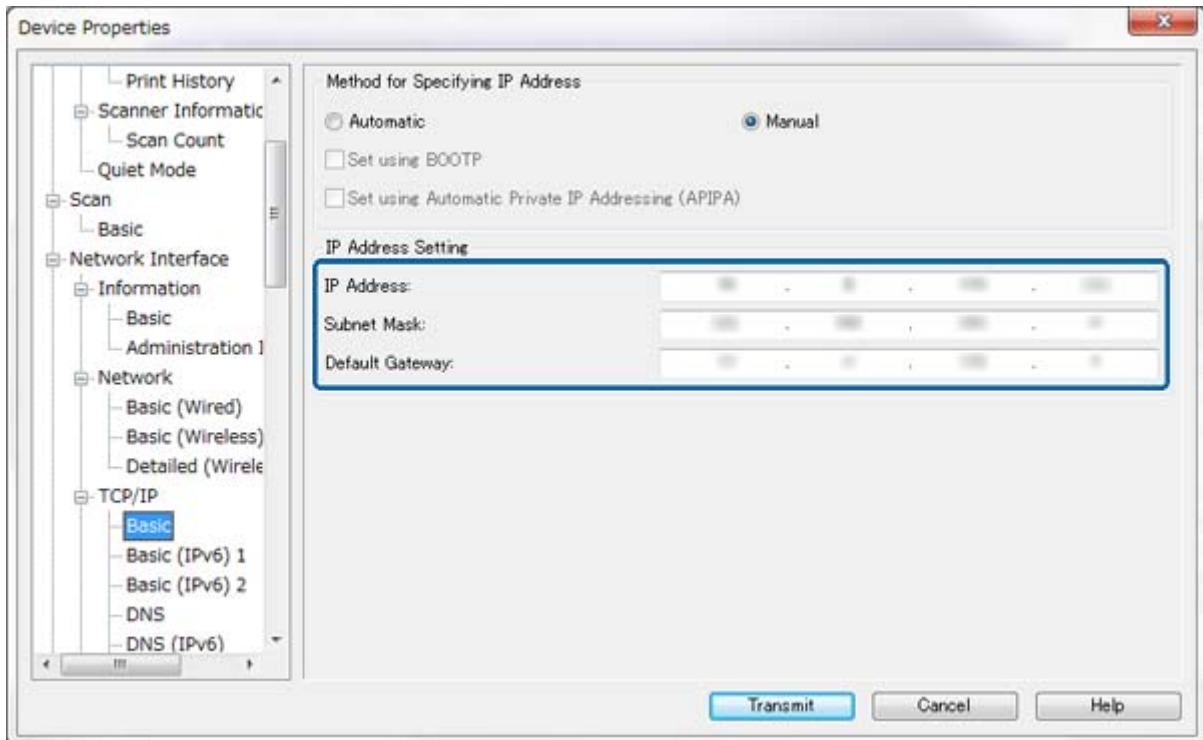 Device Properties
Print History
Scanner Informatic
Scan Count
Quiet Mode
Scan
Basic
Network Interface
Information
Basic
Administration I
Network
Basic (Wired)
Basic (Wireless)
Detailed (Wirele
TCP/IP
Basic
Basic (IPv6) 1
Basic (IPv6) 2
DNS
DNS (IPv6)
Method for Specifying IP Address
Automatic
Manual
Set using BOOTP
Set using Automatic Private IP Addressing (APIPA)
IP Address Setting
IP Address:
Subnet Mask:
Default Gateway:
Transmit
Cancel
Help